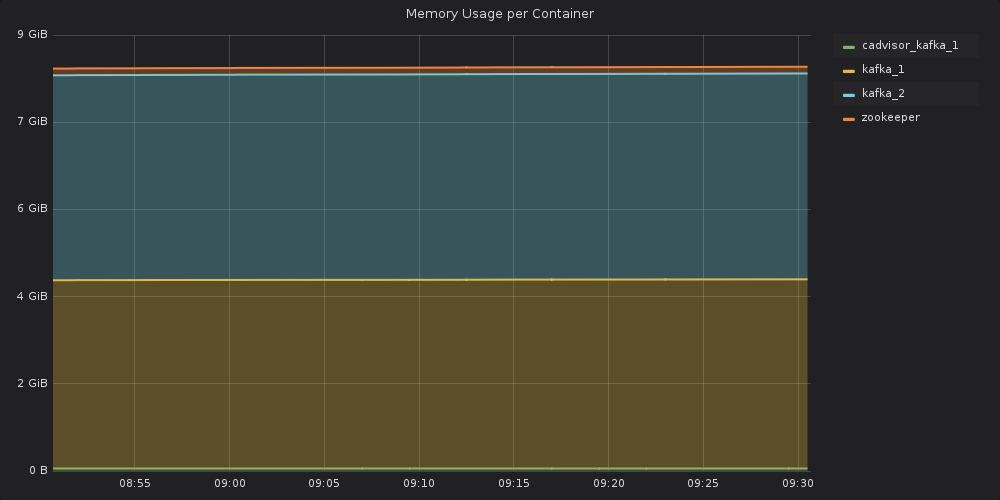 Memory Usage per Container
9 GiB
7 GiB
6 GiB
4 GiB
2 GiB
0 B
08:55 09:00 09:05 09:10 09:15 09:20 09:25 09:30
cadvisor_kafka_1
kafka_1
kafka_2
zookeeper